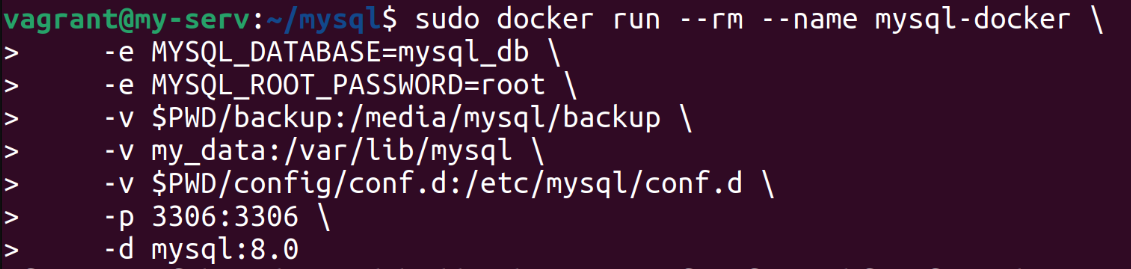 vagrant@my-serv:~/mysql$ sudo docker run --rm --name mysql-docker \
>     -e MYSQL_DATABASE=mysql_db \
>     -e MYSQL_ROOT_PASSWORD=root \
>     -v $PWD/backup:/media/mysql/backup \
>     -v my_data:/var/lib/mysql \
>     -v $PWD/config/conf.d:/etc/mysql/conf.d \
>     -p 3306:3306 \
>     -d mysql:8.0